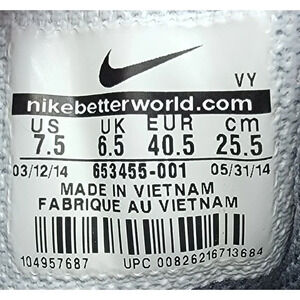 VY
nikebetterworld.com
US UK EUR cm
7.5 6.5 40.5 25.5
03/12/14 653455-001 05/31/14
MADE IN VIETNAM
FABRIQUE AU VIETNAM
104957687 UPC 00826216713684